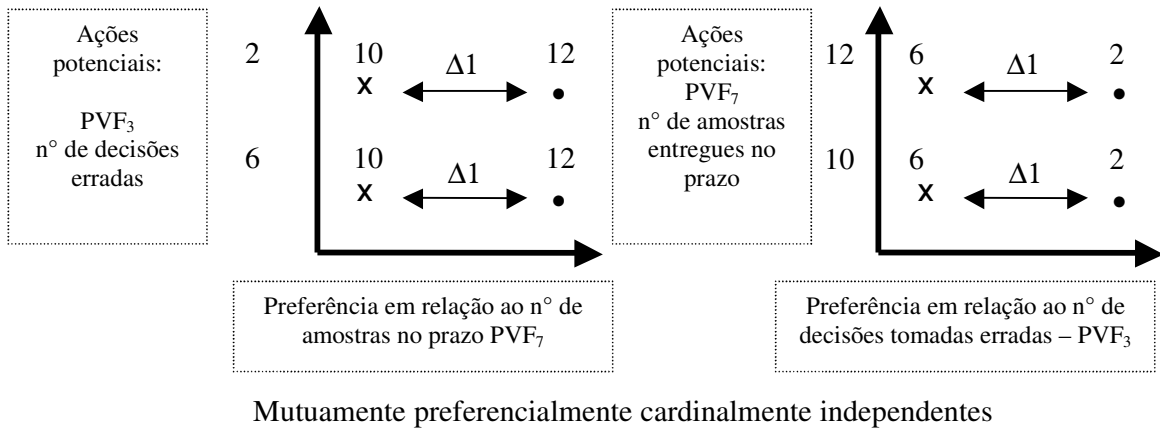 Ações
potenciais:
PVF₃
n° de decisões
erradas
2
10
Δ1
12
x
•
6
10
Δ1
12
x
•
Preferência em relação ao n° de
amostras no prazo PVF₇
Ações
potenciais:
PVF₇
n° de amostras
entregues no
prazo
12
6
Δ1
2
x
•
10
6
Δ1
2
x
•
Preferência em relação ao n° de
decisões tomadas erradas – PVF₃
Mutuamente preferencialmente cardinalmente independentes